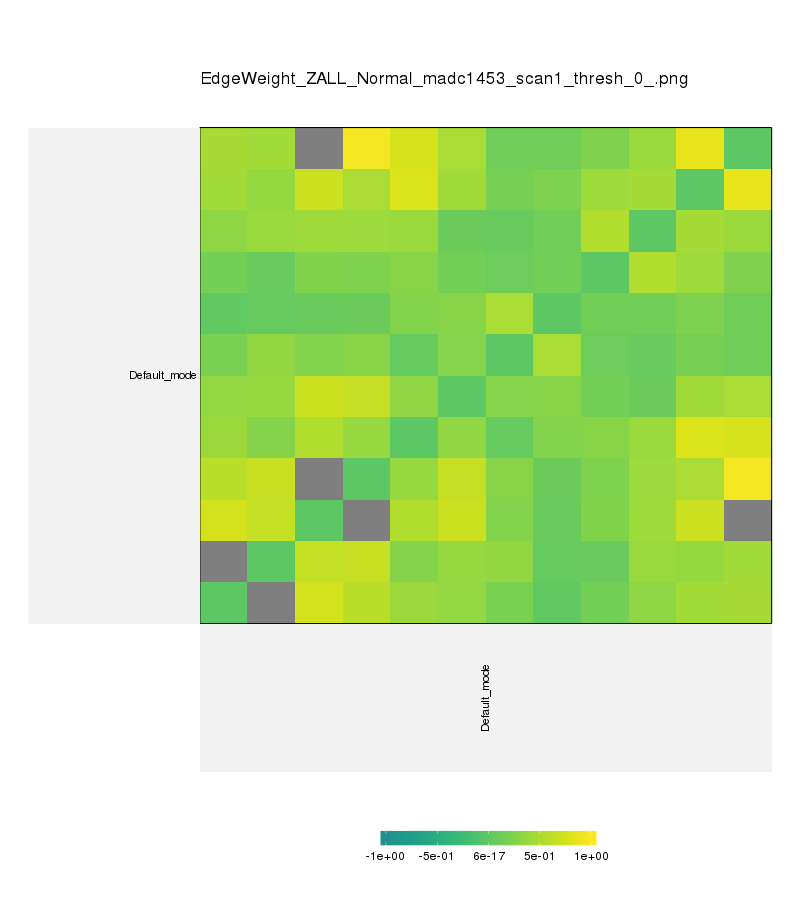 EdgeWeight_ZALL_Normal_madc1453_scan1_thresh_0_.png
Default_mode
Default_mode
-1e+00 -5e-01 6e-17 5e-01 1e+00